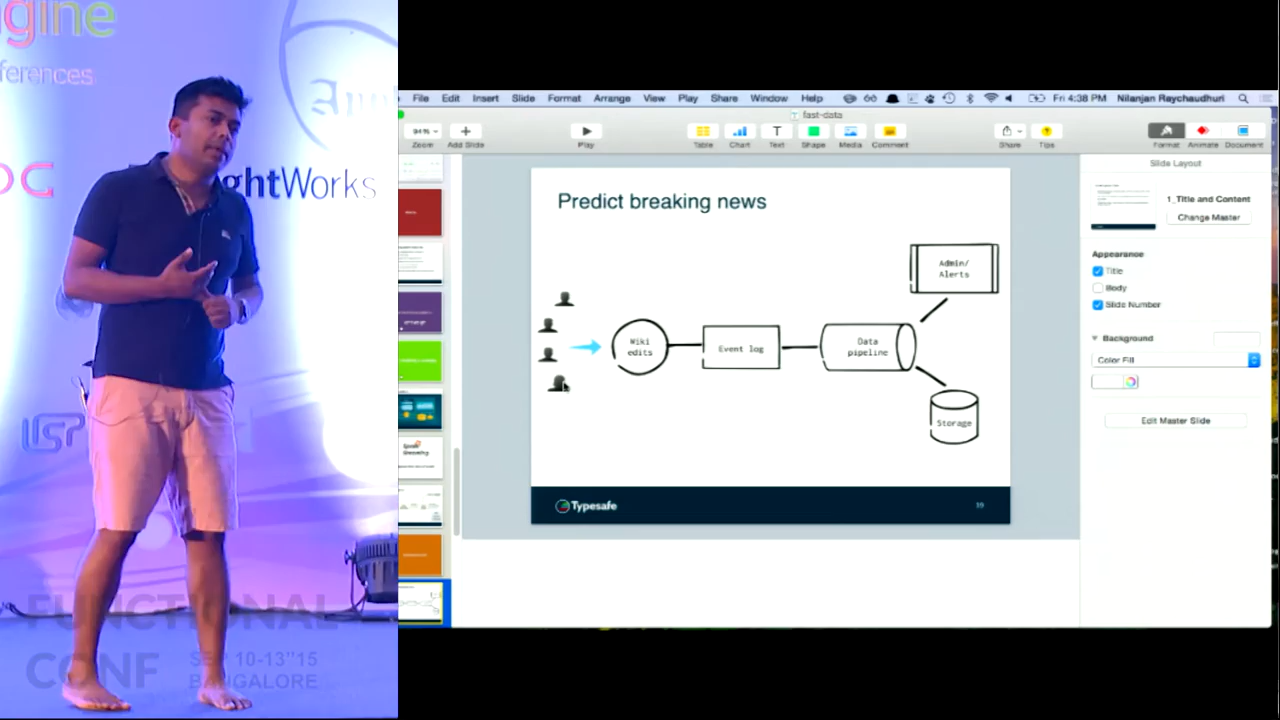 gine
ferences
App
DC
ghtWorks
FUNCTIONAL
CONF
SEP 10-13"15
BANGALORE
File Edit Insert Slide Format Arrange View Play Share Window Help
Fri 4:38 PM Nilanjan Raychaudhuri
fast-data
94%
Zoom
Add Slide
Play
Table
Chart
Text
Shape
Media
Comment
Share
Tips
Format
Animate
Document
Predict breaking news
Wiki
edits
Event log
Data
pipeline
Admin/
Alerts
Storage
Typesafe
19
Slide Layout
1_Title and Content
Change Master
Appearance
Title
Body
Slide Number
Background
Color Fill
Edit Master Slide